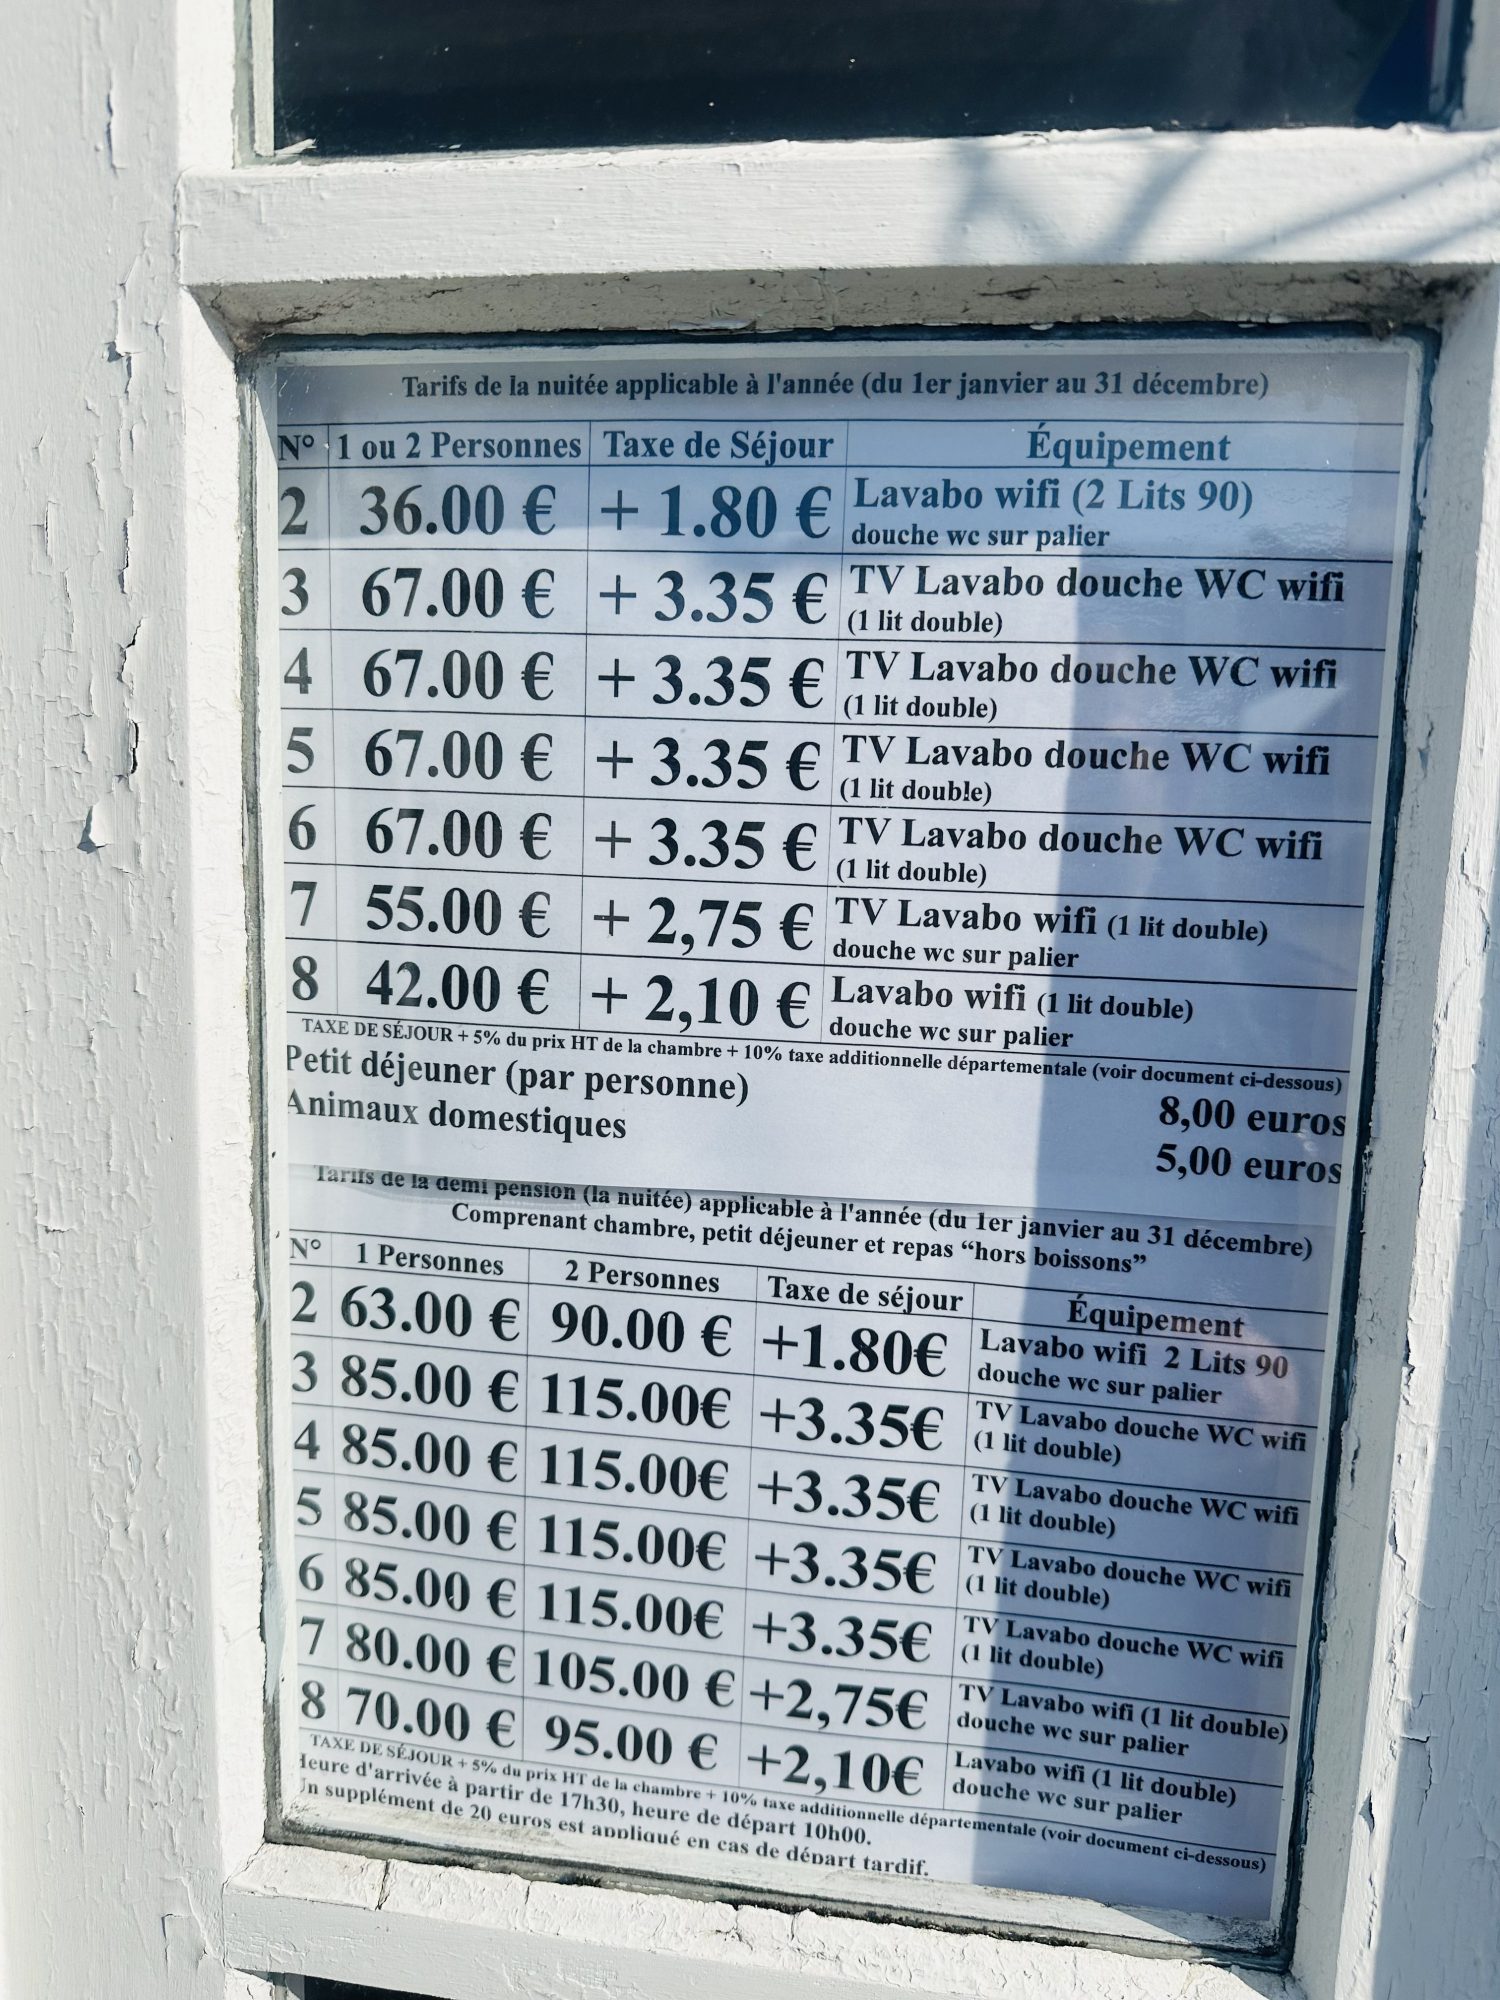 Tarifs de la nuitée applicable à l'année (du 1er janvier au 31 décembre)
N° 1 ou 2 Personnes Taxe de Séjour Équipement
2 36.00 € + 1.80 € Lavabo wifi (2 Lits 90)
douche wc sur palier
3 67.00 € + 3.35 € TV Lavabo douche WC wifi
(1 lit double)
4 67.00 € + 3.35 € TV Lavabo douche WC wifi
(1 lit double)
5 67.00 € + 3.35 € TV Lavabo douche WC wifi
(1 lit double)
6 67.00 € + 3.35 € TV Lavabo douche WC wifi
(1 lit double)
7 55.00 € + 2,75 € TV Lavabo wifi (1 lit double)
douche wc sur palier
8 42.00 € + 2,10 € Lavabo wifi (1 lit double)
douche wc sur palier
TAXE DE SÉJOUR + 5% du prix HT de la chambre + 10% taxe additionnelle départementale (voir document ci-dessous)
Petit déjeuner (par personne) 8,00 euros
Animaux domestiques 5,00 euros
Tarifs de la demi pension (la nuitée) applicable à l'année (du 1er janvier au 31 décembre)
Comprenant chambre, petit déjeuner et repas “hors boissons”
N° 1 Personnes 2 Personnes Taxe de séjour Équipement
2 63.00 € 90.00 € +1.80€ Lavabo wifi 2 Lits 90
douche wc sur palier
3 85.00 € 115.00€ +3.35€ TV Lavabo douche WC wifi
(1 lit double)
4 85.00 € 115.00€ +3.35€ TV Lavabo douche WC wifi
(1 lit double)
5 85.00 € 115.00€ +3.35€ TV Lavabo douche WC wifi
(1 lit double)
6 85.00 € 115.00€ +3.35€ TV Lavabo douche WC wifi
(1 lit double)
7 80.00 € 105.00 € +2,75€ TV Lavabo wifi (1 lit double)
douche wc sur palier
8 70.00 € 95.00 € +2,10€ Lavabo wifi (1 lit double)
douche wc sur palier
TAXE DE SÉJOUR + 5% du prix HT de la chambre + 10% taxe additionnelle départementale (voir document ci-dessous)
Heure d'arrivée à partir de 17h30, heure de départ 10h00.
Un supplément de 20 euros est appliqué en cas de départ tardif.